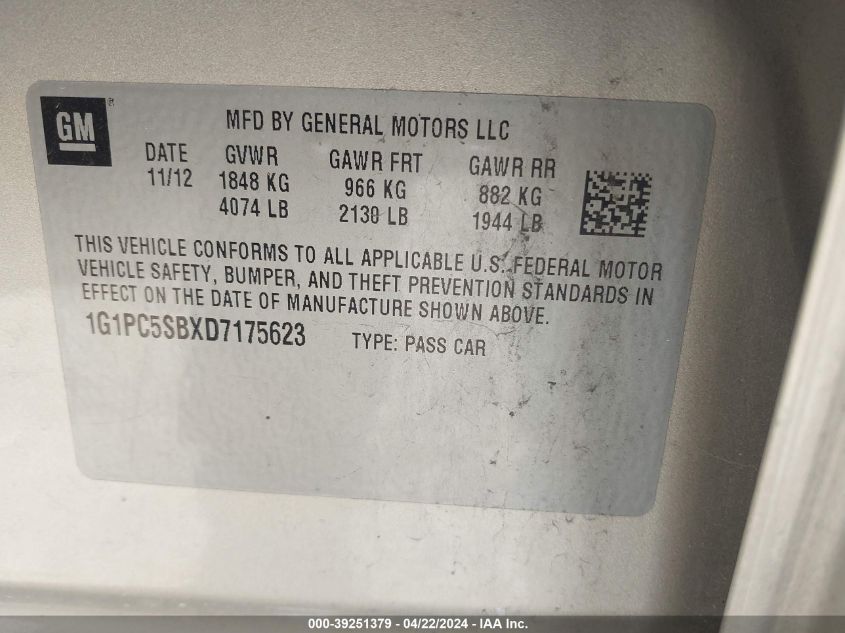 GM
MFD BY GENERAL MOTORS LLC
DATE GVWR GAWR FRT GAWR RR
11/12 1848 KG 966 KG 882 KG
4074 LB 2130 LB 1944 LB
THIS VEHICLE CONFORMS TO ALL APPLICABLE U.S. FEDERAL MOTOR
VEHICLE SAFETY, BUMPER, AND THEFT PREVENTION STANDARDS IN
EFFECT ON THE DATE OF MANUFACTURE SHOWN ABOVE.
1G1PC5SBXD7175623 TYPE: PASS CAR
000-39251379 - 04/22/2024 - IAA Inc.